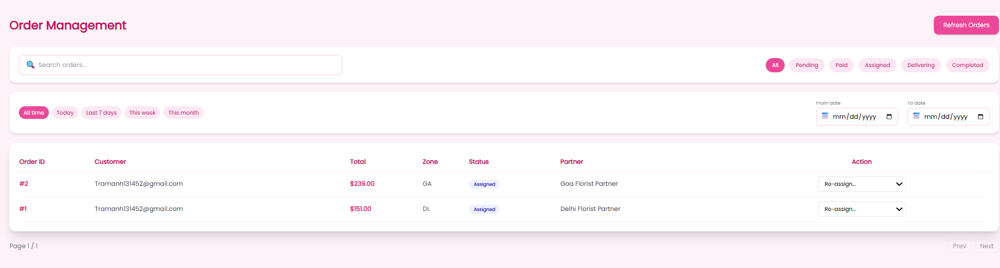 Order Management
Refresh Orders
Search orders...
All Pending Paid Assigned Delivering Completed
All time Today Last 7 days This week This month
From date To date
mm/dd/yyyy mm/dd/yyyy
Order ID Customer Total Zone Status Partner Action
#2 Tramanh131452@gmail.com $239.00 GA Assigned Goa Florist Partner Re-assign...
#1 Tramanh131452@gmail.com $151.00 DL Assigned Delhi Florist Partner Re-assign...
Page 1 / 1 Prev Next